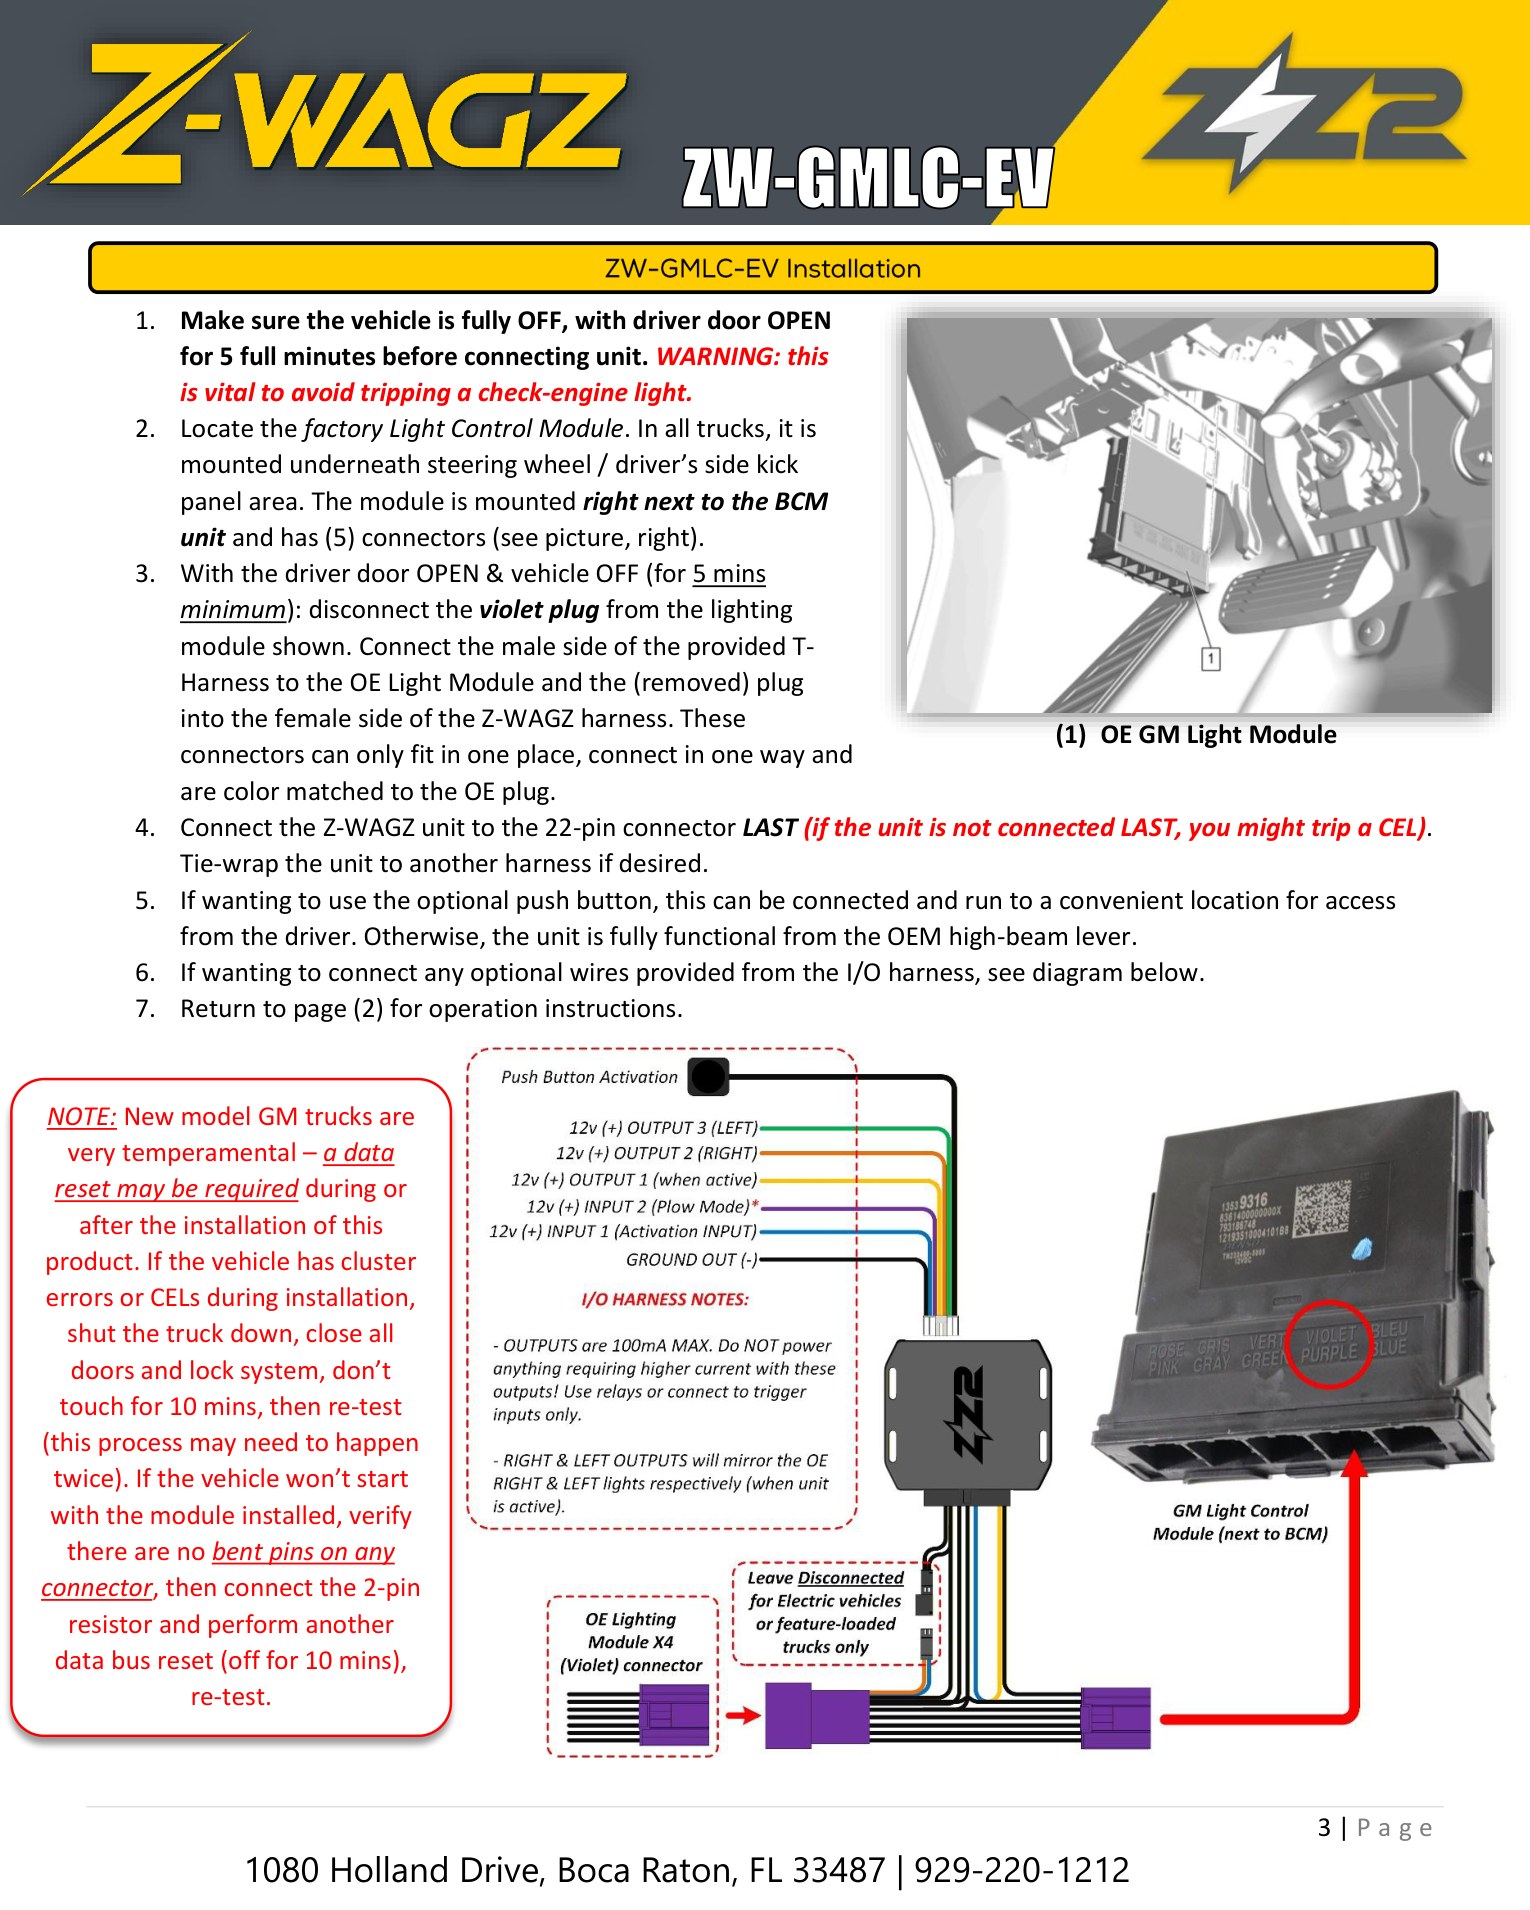 Z-WAGZ
ZZ2
ZW-GMLC-EV
ZW-GMLC-EV Installation
1. Make sure the vehicle is fully OFF, with driver door OPEN
for 5 full minutes before connecting unit. WARNING: this
is vital to avoid tripping a check-engine light.
2. Locate the factory Light Control Module. In all trucks, it is
mounted underneath steering wheel / driver's side kick
panel area. The module is mounted right next to the BCM
unit and has (5) connectors (see picture, right).
3. With the driver door OPEN & vehicle OFF (for 5 mins
minimum): disconnect the violet plug from the lighting
module shown. Connect the male side of the provided T-
Harness to the OE Light Module and the (removed) plug
into the female side of the Z-WAGZ harness. These
connectors can only fit in one place, connect in one way and
are color matched to the OE plug.
1
(1) OE GM Light Module
4. Connect the Z-WAGZ unit to the 22-pin connector LAST (if the unit is not connected LAST, you might trip a CEL).
Tie-wrap the unit to another harness if desired.
5. If wanting to use the optional push button, this can be connected and run to a convenient location for access
from the driver. Otherwise, the unit is fully functional from the OEM high-beam lever.
6. If wanting to connect any optional wires provided from the I/O harness, see diagram below.
7. Return to page (2) for operation instructions.
NOTE: New model GM trucks are
very temperamental – a data
reset may be required during or
after the installation of this
product. If the vehicle has cluster
errors or CELs during installation,
shut the truck down, close all
doors and lock system, don't
touch for 10 mins, then re-test
(this process may need to happen
twice). If the vehicle won't start
with the module installed, verify
there are no bent pins on any
connector, then connect the 2-pin
resistor and perform another
data bus reset (off for 10 mins),
re-test.
Push Button Activation
12v (+) OUTPUT 3 (LEFT)
12v (+) OUTPUT 2 (RIGHT)
12v (+) OUTPUT 1 (when active)
12v (+) INPUT 2 (Plow Mode)*
12v (+) INPUT 1 (Activation INPUT)
GROUND OUT (-)
I/O HARNESS NOTES:
- OUTPUTS are 100mA MAX. Do NOT power
anything requiring higher current with these
outputs! Use relays or connect to trigger
inputs only.
- RIGHT & LEFT OUTPUTS will mirror the OE
RIGHT & LEFT lights respectively (when unit
is active).
ZZ2
1353 9316
ROSE GRIS VERT VIOLET BLEU
PINK GRAY GREEN PURPLE BLUE
GM Light Control
Module (next to BCM)
Leave Disconnected
for Electric vehicles
or feature-loaded
trucks only
OE Lighting
Module X4
(Violet) connector
3 | Page
1080 Holland Drive, Boca Raton, FL 33487 | 929-220-1212